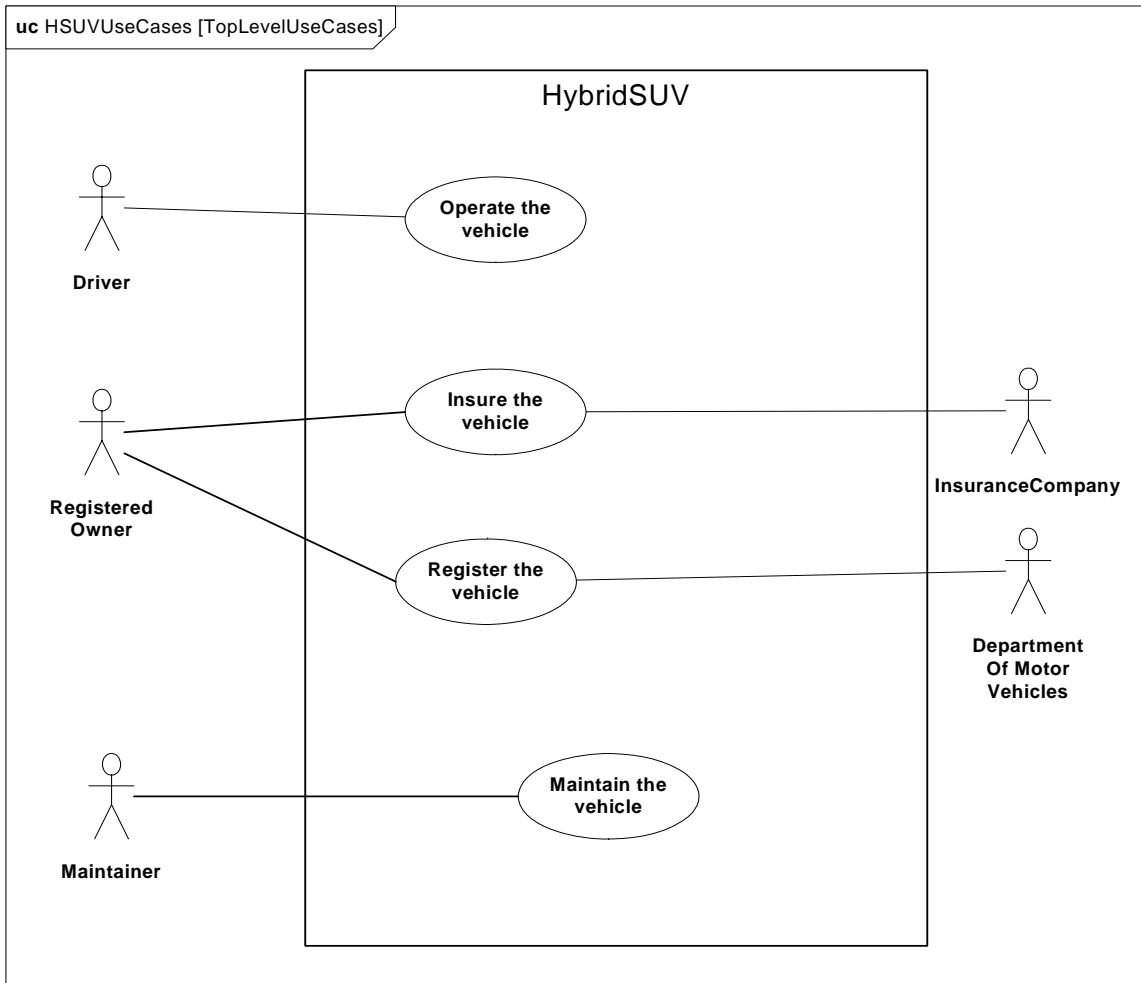 uc HSUVUseCases [TopLevelUseCases]
HybridSUV
Operate the
vehicle
Driver
Insure the
vehicle
Registered
Owner
InsuranceCompany
Register the
vehicle
Department
Of Motor
Vehicles
Maintain the
vehicle
Maintainer